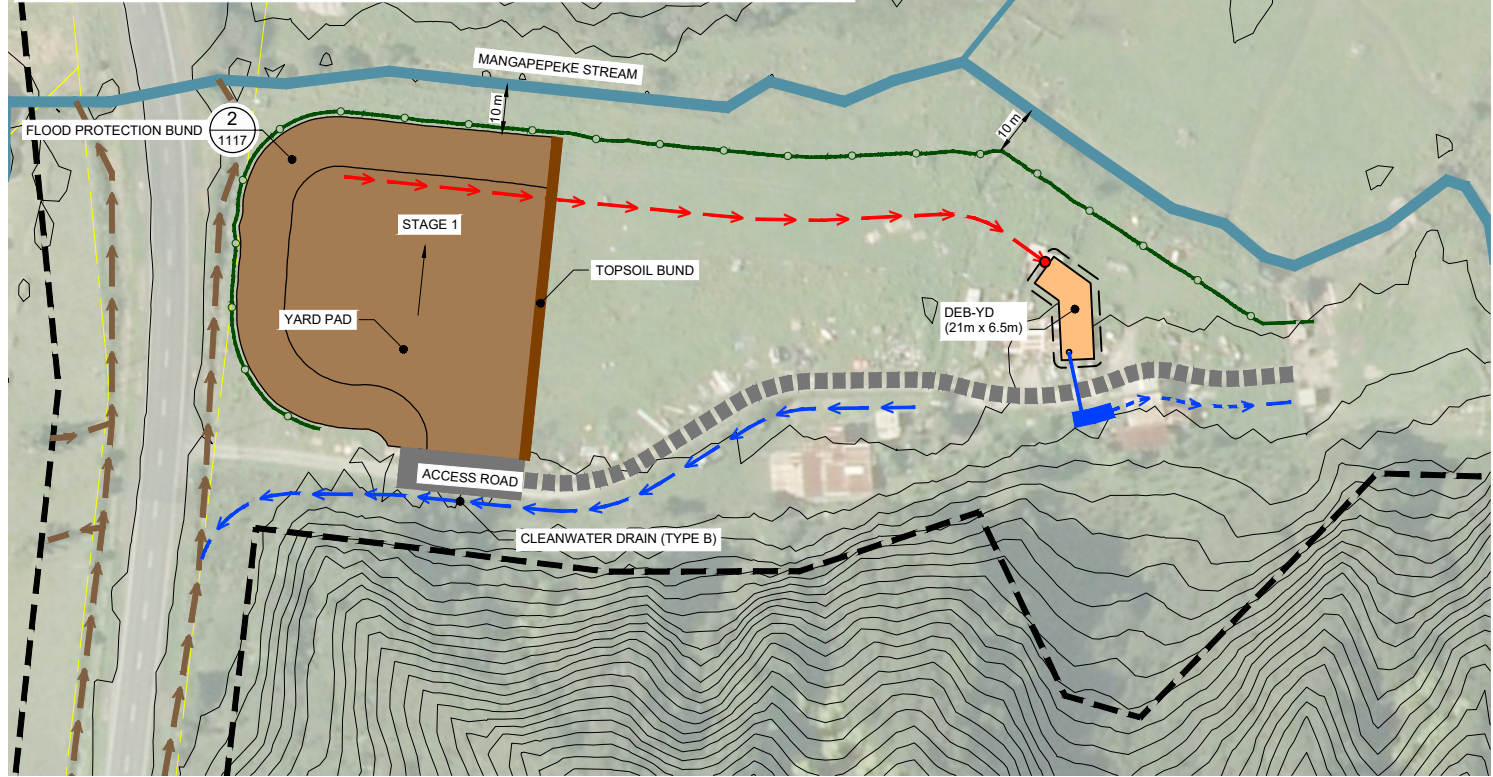 MANGAPEPEKE STREAM
10 m
10 m
FLOOD PROTECTION BUND
2
1117
STAGE 1
TOPSOIL BUND
YARD PAD
DEB-YD
(21m x 6.5m)
ACCESS ROAD
CLEANWATER DRAIN (TYPE B)